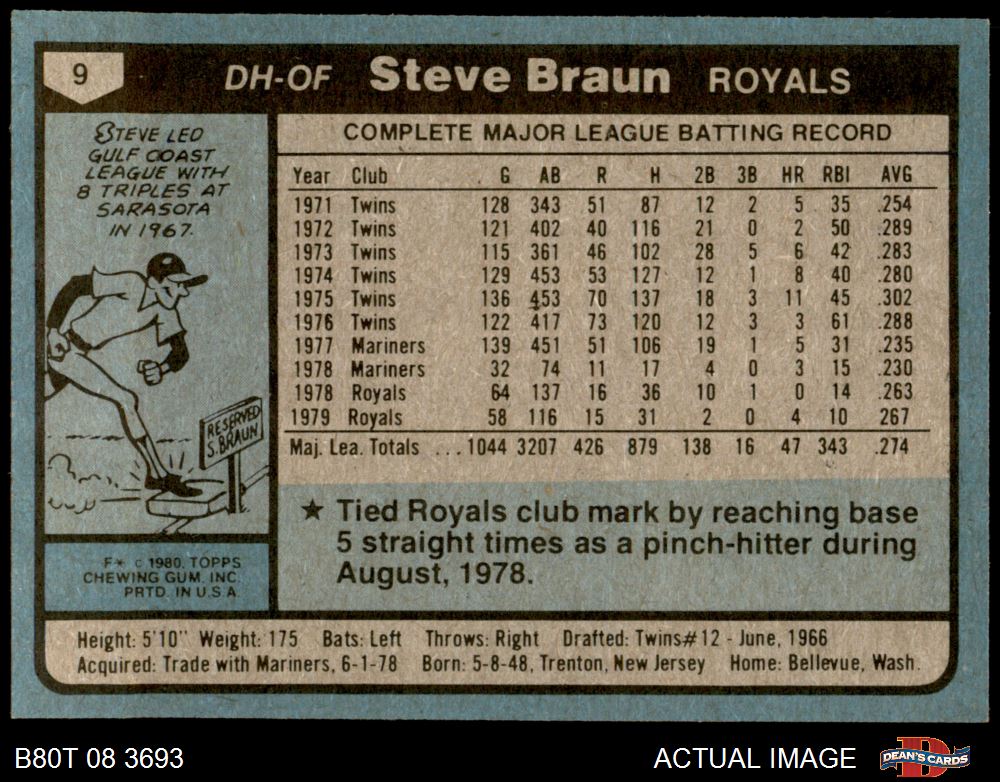 9
DH-OF Steve Braun ROYALS
STEVE LED
GULF COAST
LEAGUE WITH
8 TRIPLES AT
SARASOTA
IN 1967.
RESERVED
S. BRAUN
F* © 1980, TOPPS
CHEWING GUM, INC.
PRTD. IN U.S.A.
COMPLETE MAJOR LEAGUE BATTING RECORD
Year Club G AB R H 2B 3B HR RBI AVG
1971 Twins 128 343 51 87 12 2 5 35 .254
1972 Twins 121 402 40 116 21 0 2 50 .289
1973 Twins 115 361 46 102 28 5 6 42 .283
1974 Twins 129 453 53 127 12 1 8 40 .280
1975 Twins 136 453 70 137 18 3 11 45 .302
1976 Twins 122 417 73 120 12 3 3 61 .288
1977 Mariners 139 451 51 106 19 1 5 31 .235
1978 Mariners 32 74 11 17 4 0 3 15 .230
1978 Royals 64 137 16 36 10 1 0 14 .263
1979 Royals 58 116 15 31 2 0 4 10 .267
Maj. Lea. Totals ... 1044 3207 426 879 138 16 47 343 .274
★ Tied Royals club mark by reaching base
5 straight times as a pinch-hitter during
August, 1978.
Height: 5'10" Weight: 175 Bats: Left Throws: Right Drafted: Twins#12 - June, 1966
Acquired: Trade with Mariners, 6-1-78 Born: 5-8-48, Trenton, New Jersey Home: Bellevue, Wash.
B80T 08 3693
ACTUAL IMAGE
D
DEAN'S CARDS